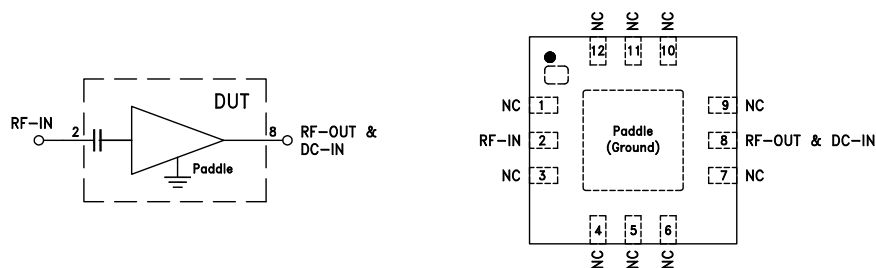 DUT
RF-IN
2
8
RF-OUT &
DC-IN
Paddle
NC NC NC
12 11 10
NC 1 9 NC
RF-IN 2 Paddle 8 RF-OUT & DC-IN
(Ground)
NC 3 7 NC
4 5 6
NC NC NC